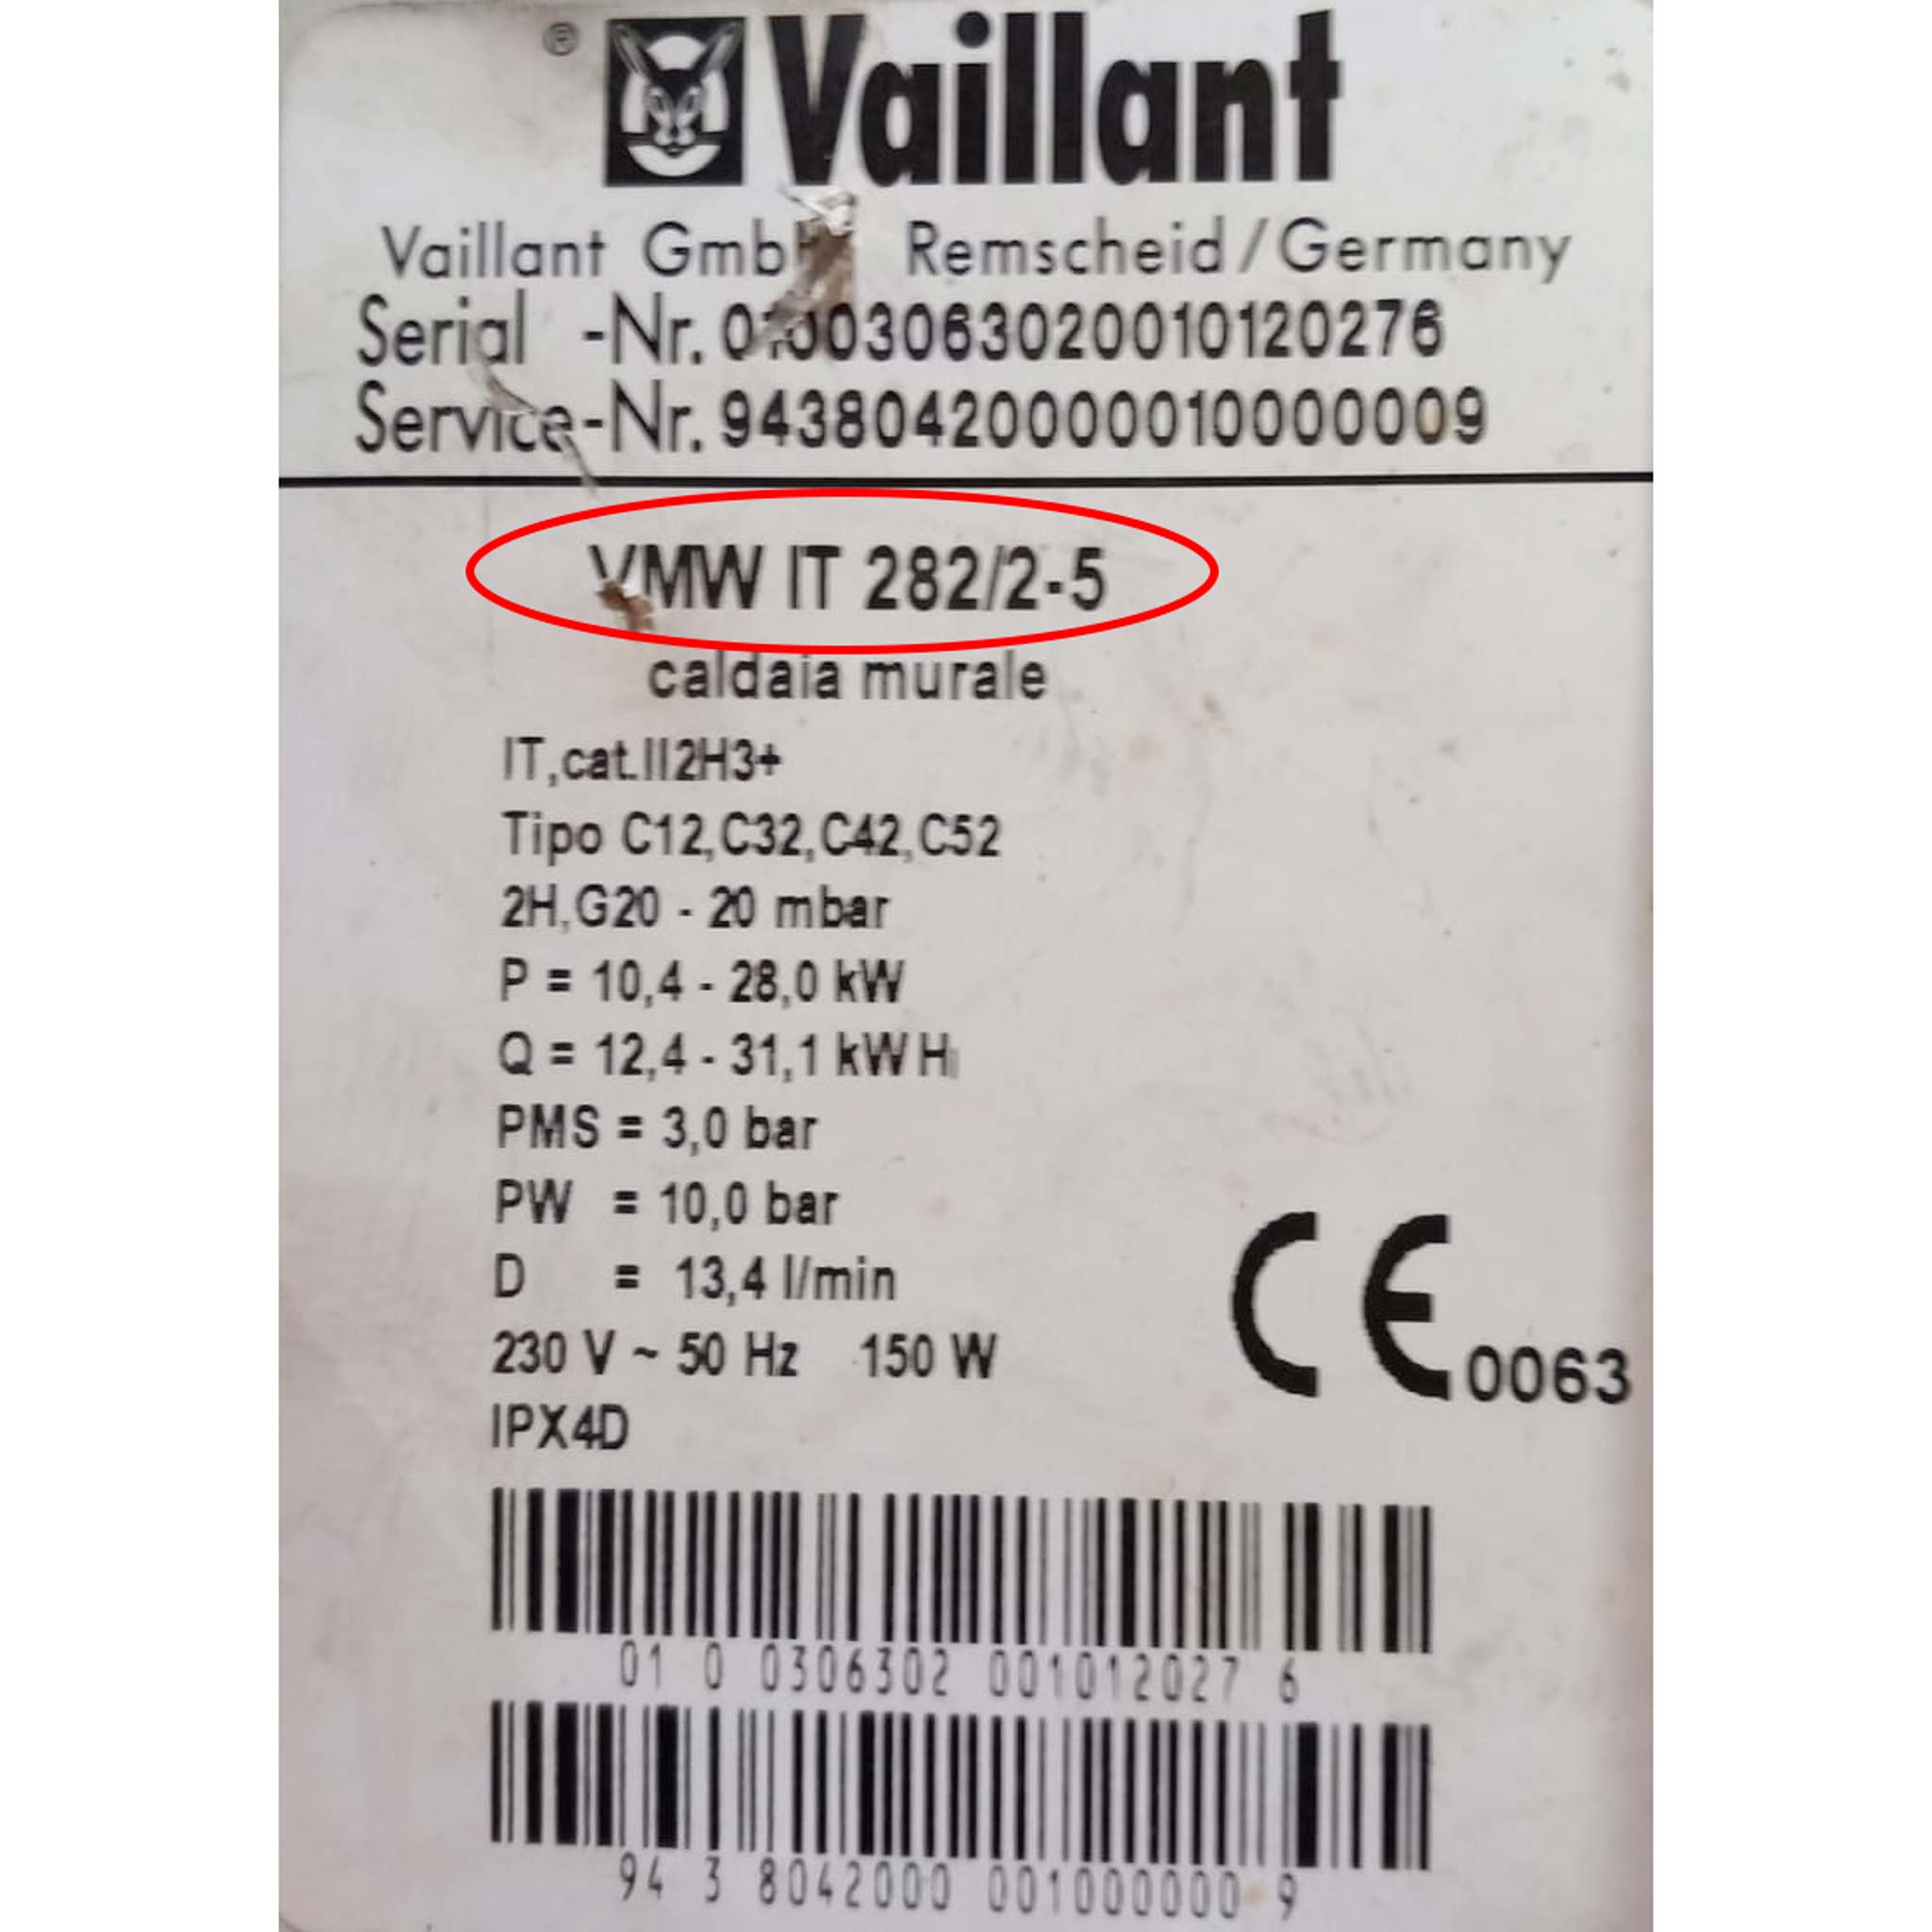 ® Vaillant
Vaillant GmbH Remscheid/Germany
Serial -Nr. 01003063020010120276
Service-Nr. 94380420000010000009
VMW IT 282/2-5
caldaia murale
IT,cat.II2H3+
Tipo C12,C32,C42,C52
2H,G20 - 20 mbar
P = 10,4 - 28,0 kW
Q = 12,4 - 31,1 kW Hi
PMS = 3,0 bar
PW = 10,0 bar
D = 13,4 l/min
230 V ~ 50 Hz 150 W
IPX4D
CE 0063
01 0 0306302 001012027 6
94 3 8042000 001000000 9